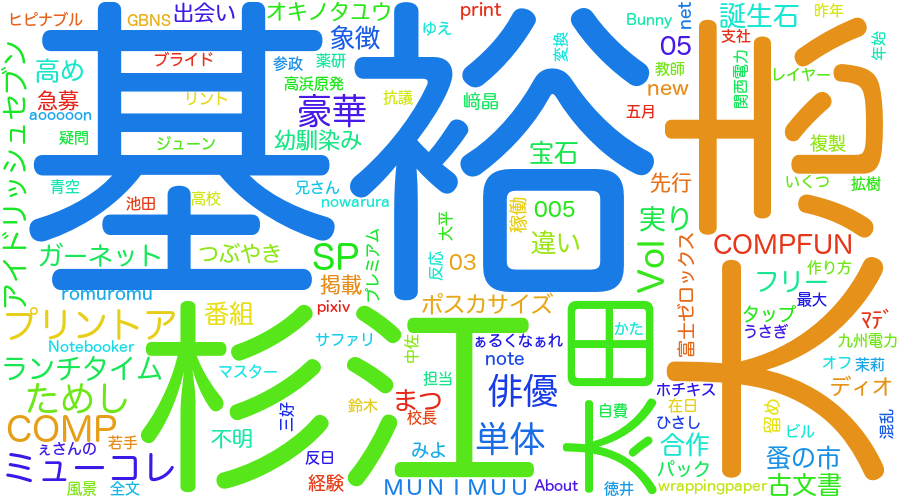 ヒピナブル
GBNS
出会い
オキノタユウ
ゆえ
print
Bunny
net
誕生石
昨年
象徴
05
支社
年始
アイドリッシュセブン
高め
ブライド
参政
薬研
変換
教師
関西電力
レイヤー
急募
高浜原発
リント
豪華
抗議
﨑晶
new
aooooon
五月
疑問
ジューン
幼馴染み
宝石
複製
基裕
青空
兄さん
先行
いくつ
拡樹
池田
高校
nowarura
005
稼働
実り
大平
違い
ガーネット
つぶやき
SP
プレミアム
反応
03
Vol
富士ゼロックス
COMPFUN
作り方
フリー
romuromu
掲載
最大
プリントア
番組
pixiv
ポスカサイズ
タップ
ﾏﾃﾞ
うさぎ
かた
Notebooker
サファリ
中佐
ぁるくなぁれ
九州電力
ランチタイム
マスター
note
オフ
茉莉
杉江
担当
ホチキス
ディオ
ためし
鈴木
まつ
俳優
自費
在日
COMP
三好
校長
ひさし
留め
混乱
若手
不明
みよ
単体
合作
ビル
ぇさんの
反日
パック
蚤の市
ミューコレ
経験
風景
全文
MUNIMUU
About
徳井
wrappingpaper
古文書